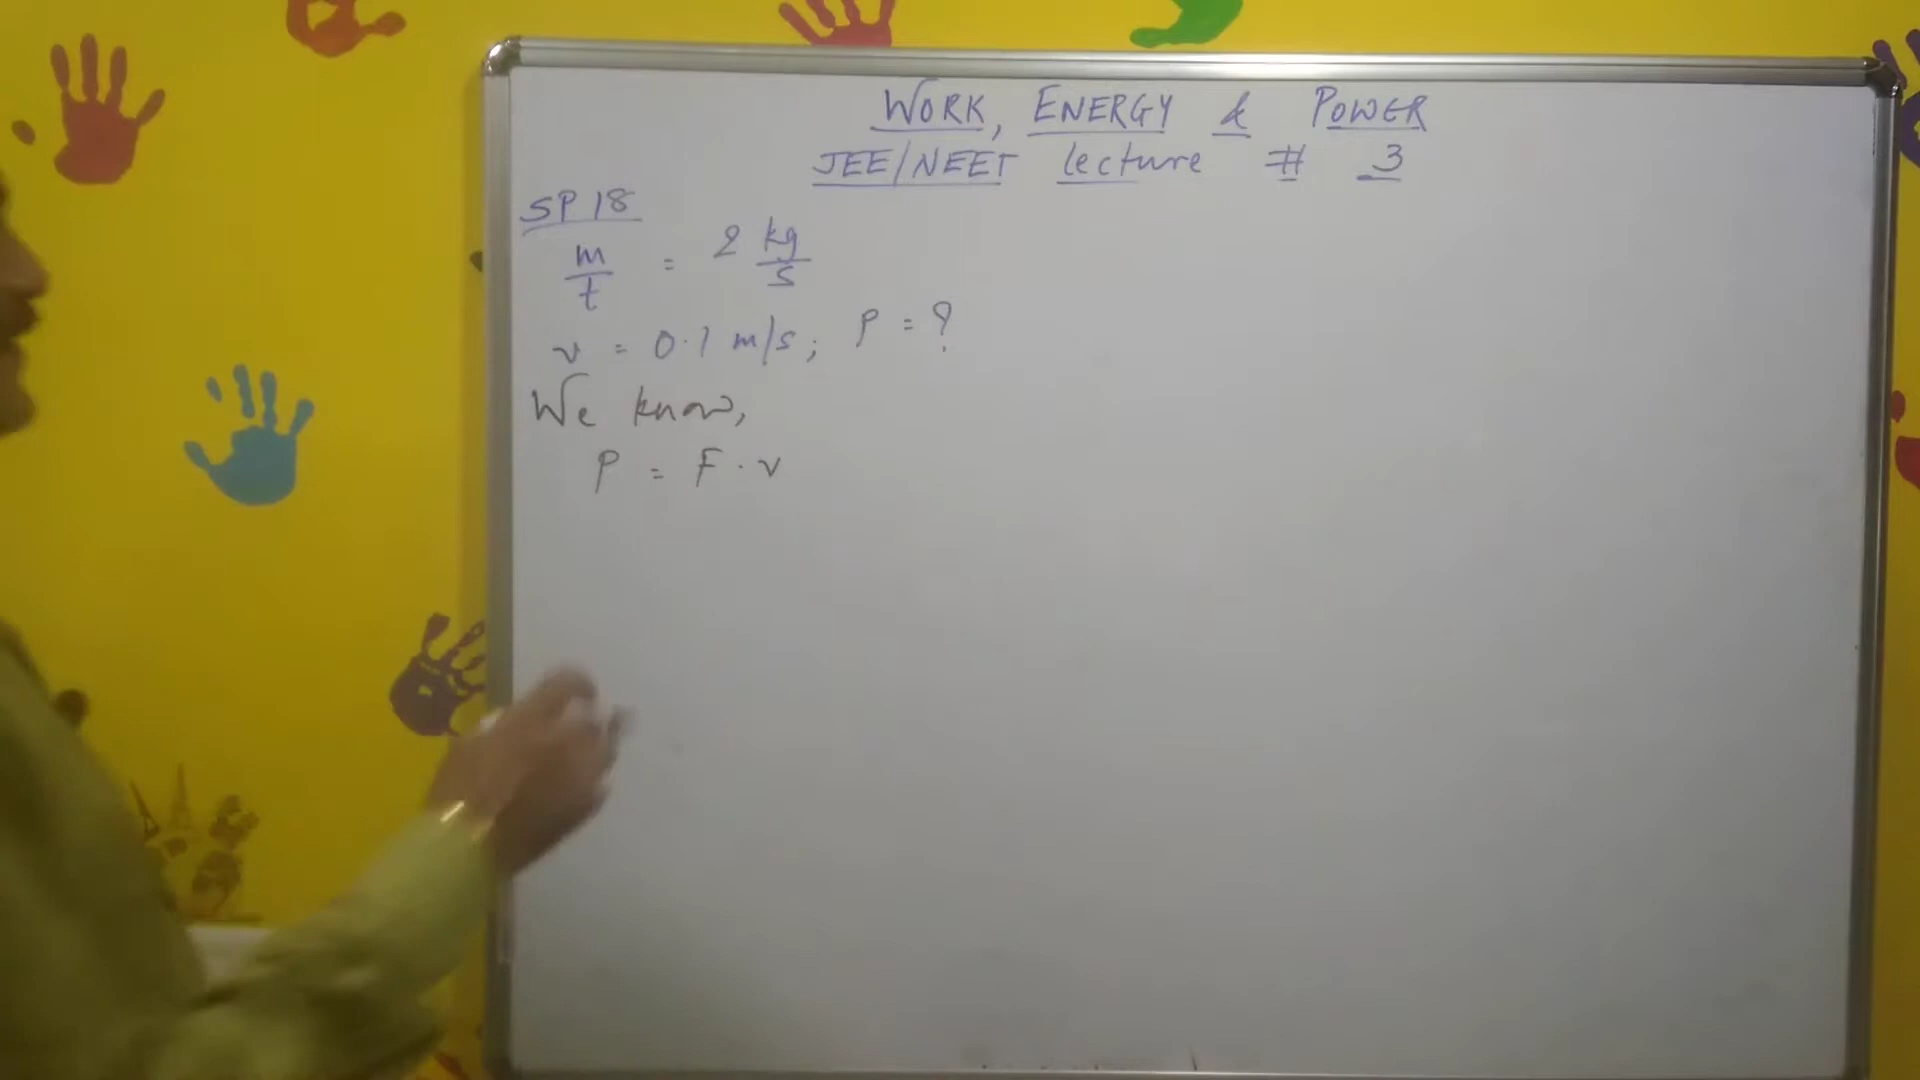 WORK, ENERGY & POWER
JEE/NEET Lecture # 3
SP 18
m/t = 2 kg/s
v = 0.1 m/s; P = ?
We know,
P = F . v